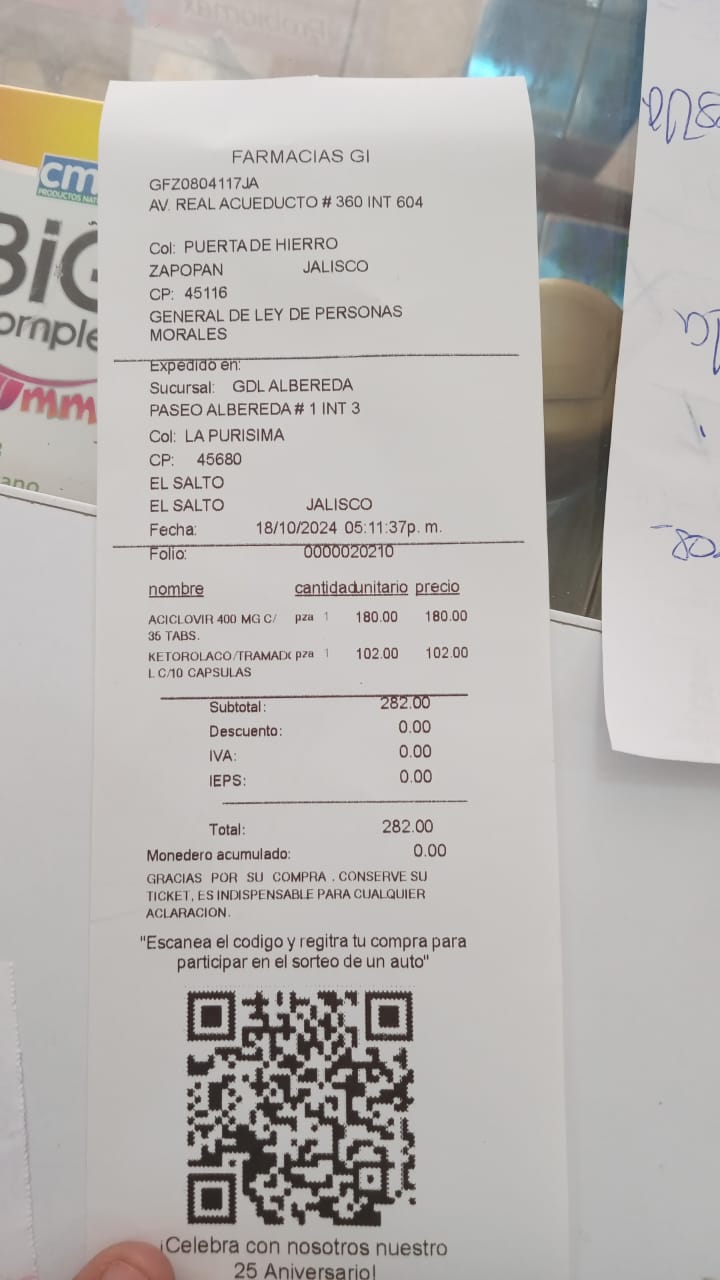 FARMACIAS GI
GFZ0804117JA
AV. REAL ACUEDUCTO # 360 INT 604
Col: PUERTA DE HIERRO
ZAPOPAN JALISCO
CP: 45116
GENERAL DE LEY DE PERSONAS
MORALES
Expedido en:
Sucursal: GDL ALBEREDA
PASEO ALBEREDA # 1 INT 3
Col: LA PURISIMA
CP: 45680
EL SALTO
EL SALTO JALISCO
Fecha: 18/10/2024 05:11:37p. m.
Folio: 0000020210
nombre cantidad unitario precio
ACICLOVIR 400 MG C/ pza 1 180.00 180.00
35 TABS.
KETOROLACO/TRAMADO pza 1 102.00 102.00
L C/10 CAPSULAS
Subtotal: 282.00
Descuento: 0.00
IVA: 0.00
IEPS: 0.00
Total: 282.00
Monedero acumulado: 0.00
GRACIAS POR SU COMPRA . CONSERVE SU
TICKET, ES INDISPENSABLE PARA CUALQUIER
ACLARACION.
"Escanea el codigo y regitra tu compra para
participar en el sorteo de un auto"
¡Celebra con nosotros nuestro
25 Aniversario!
cm
BiG